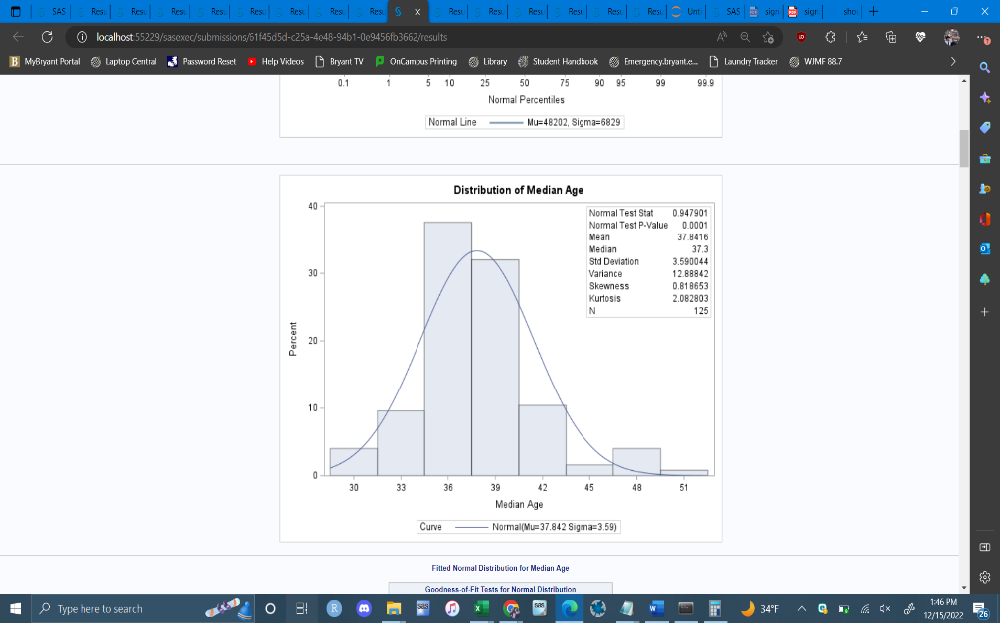 SAS Resu Resu Resu Resu Resu Resu Resu Resu Resu Resu Resu Resu Resu Resu Unti SAS sign sign sho
localhost:55229/sasexec/submissions/61f45d5d-c25a-4e48-94b1-0e9456fb3662/results
MyBryant Portal Laptop Central Password Reset Help Videos Bryant TV OnCampus Printing Library Student Handbook Emergency.bryant.e... Laundry Tracker WJMF 88.7
0.1 1 5 10 25 50 75 90 95 99 99.9
Normal Percentiles
Normal Line Mu=48202, Sigma=6829
Distribution of Median Age
Normal Test Stat 0.947901
Normal Test P-Value 0.0001
Mean 37.8416
Median 37.3
Std Deviation 3.590044
Variance 12.88842
Skewness 0.818653
Kurtosis 2.082803
N 125
40
30
20
10
0
Percent
30 33 36 39 42 45 48 51
Median Age
Curve Normal(Mu=37.842 Sigma=3.59)
Fitted Normal Distribution for Median Age
Goodness-of-Fit Tests for Normal Distribution
Type here to search
34°F
1:46 PM
12/15/2022
26